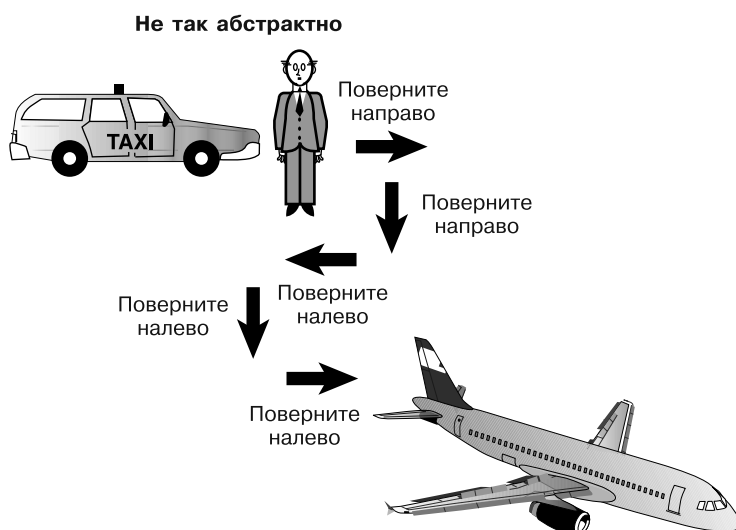 Не так абстрактно
TAXI
Поверните
направо
Поверните
направо
Поверните
налево
Поверните
налево
Поверните
налево